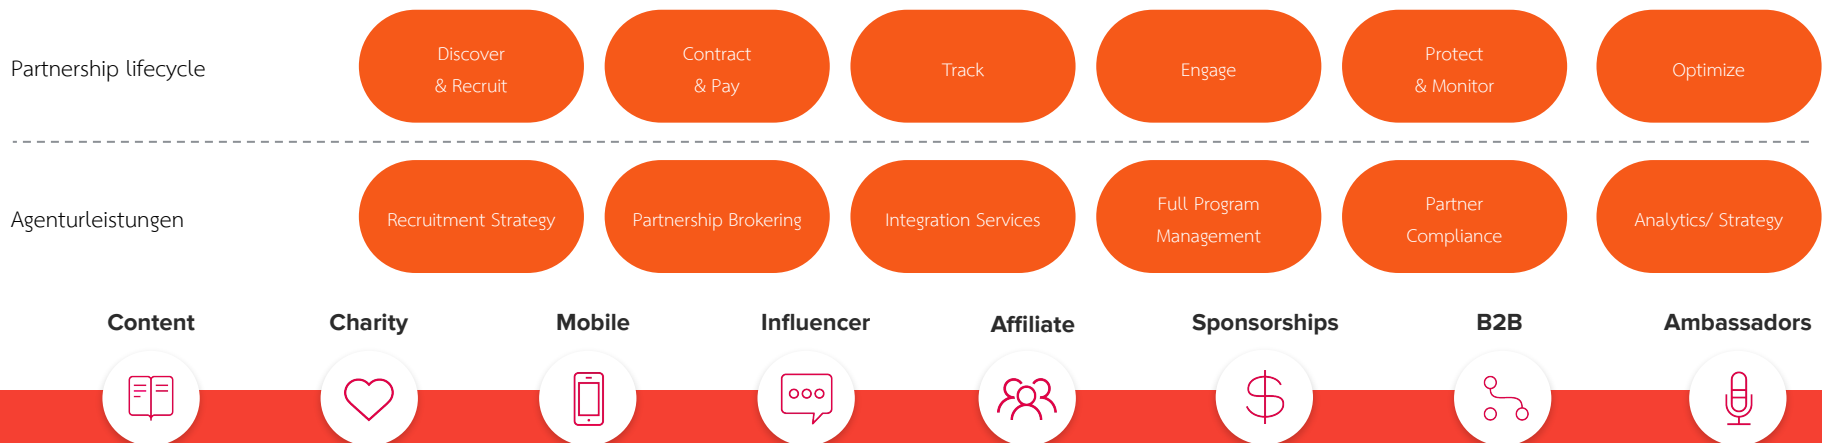 Partnership lifecycle
Discover
& Recruit
Contract
& Pay
Track
Engage
Protect
& Monitor
Optimize
Agenturleistungen
Recruitment Strategy
Partnership Brokering
Integration Services
Full Program
Management
Partner
Compliance
Analytics/ Strategy
Content
Charity
Mobile
Influencer
Affiliate
Sponsorships
B2B
Ambassadors